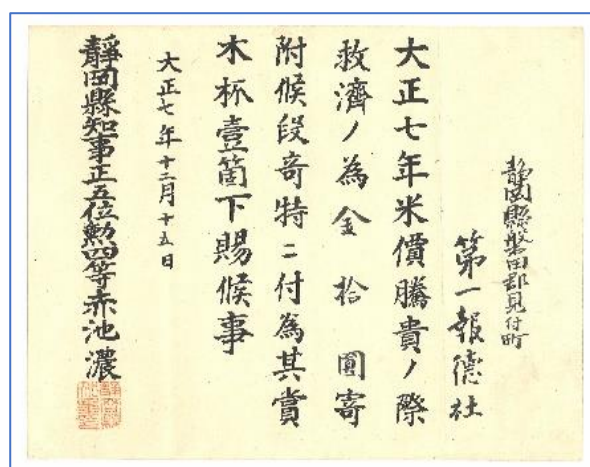 靜岡縣磐田郡見付町
第一報德社
大正七年米價騰貴ノ際
救濟ノ為金拾圓寄
附候段奇特ニ付為其賞
木杯壹箇下賜候事
大正七年十二月十五日
靜岡縣知事正五位勲四等赤池濃